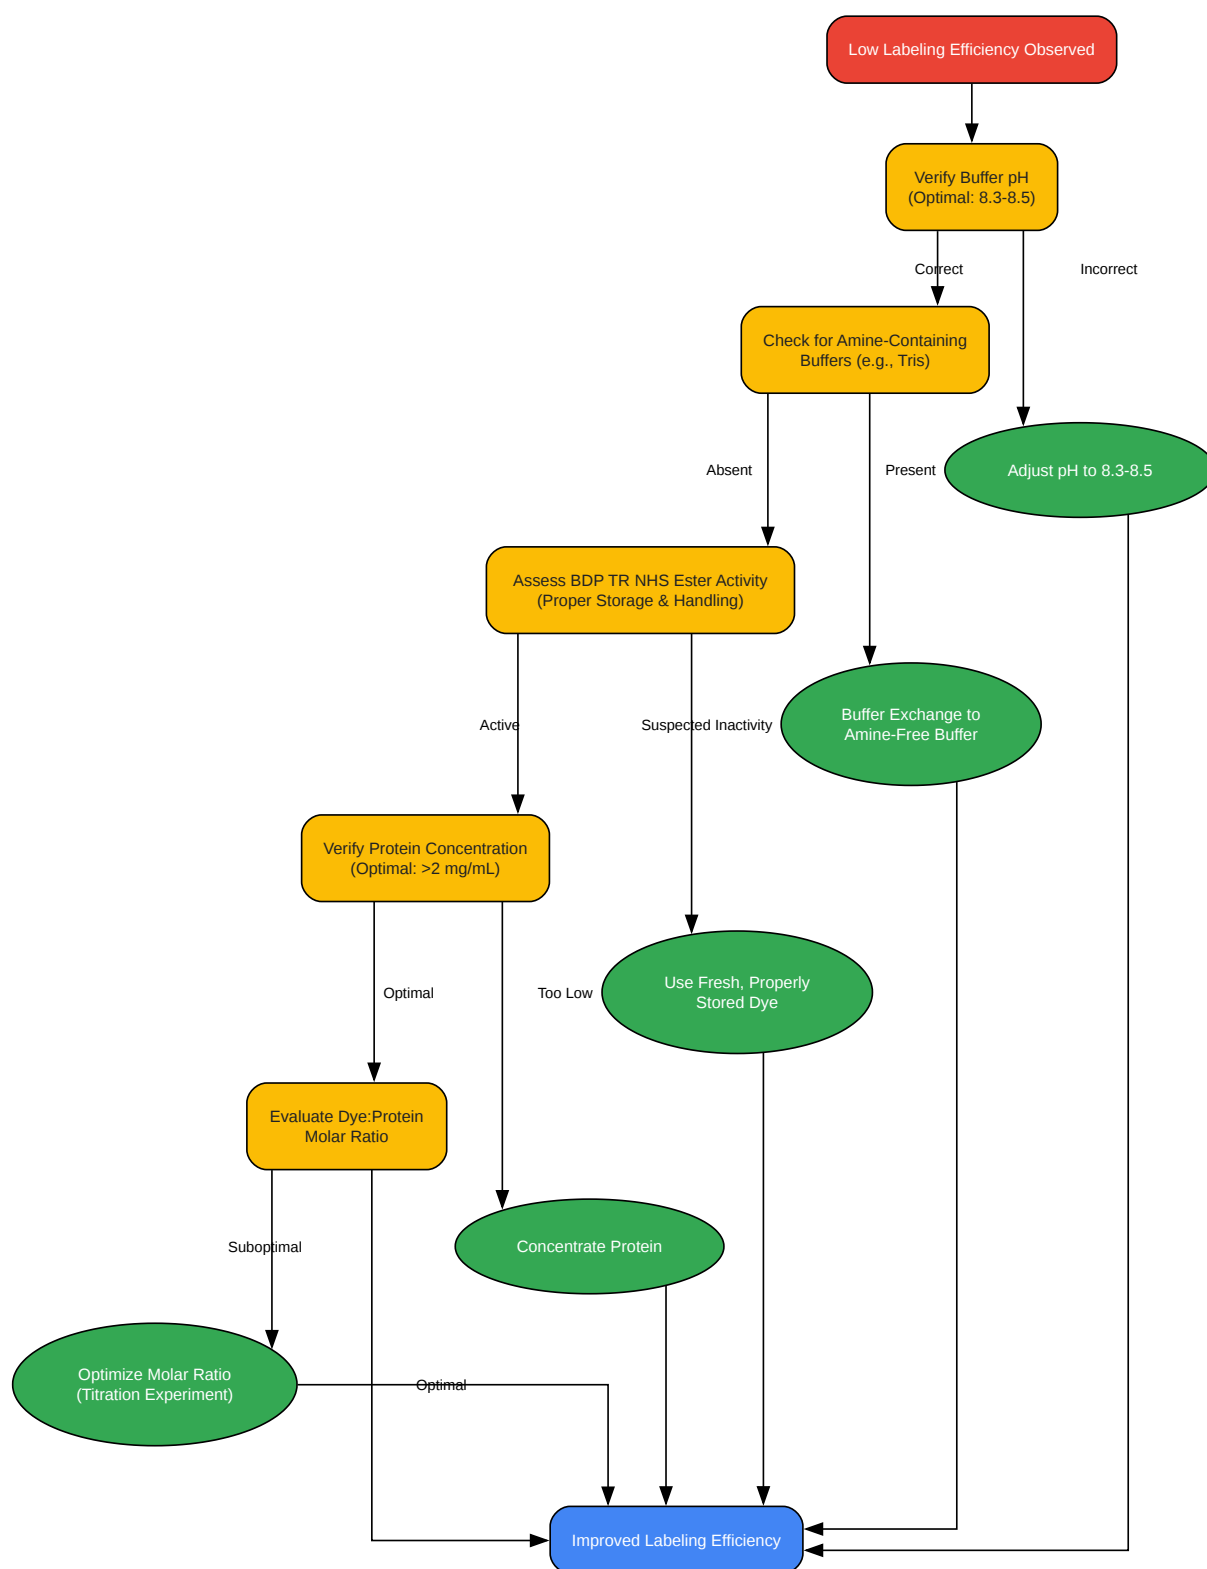 Low Labeling Efficiency Observed
Verify Buffer pH
(Optimal: 8.3-8.5)
Correct
Incorrect
Check for Amine-Containing
Buffers (e.g., Tris)
Absent
Present
Adjust pH to 8.3-8.5
Assess BDP TR NHS Ester Activity
(Proper Storage & Handling)
Active
Suspected Inactivity
Buffer Exchange to
Amine-Free Buffer
Verify Protein Concentration
(Optimal: >2 mg/mL)
Optimal
Too Low
Use Fresh, Properly
Stored Dye
Evaluate Dye:Protein
Molar Ratio
Suboptimal
Concentrate Protein
Optimize Molar Ratio
(Titration Experiment)
Optimal
Improved Labeling Efficiency